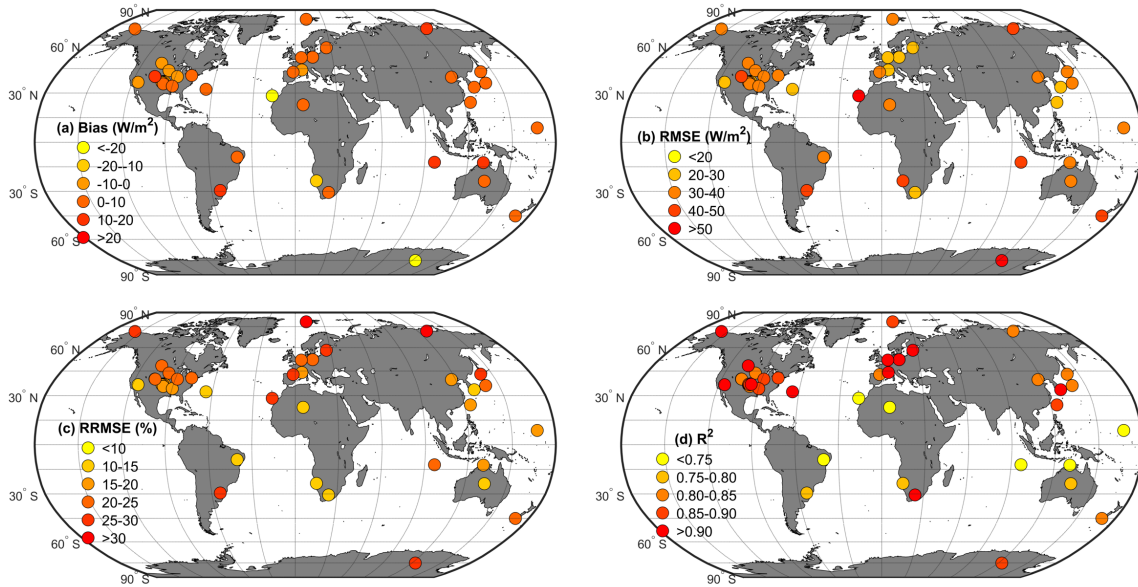 90° N
60° N
30° N
30° S
60° S
90° S
(a) Bias (W/m²)
<-20
-20--10
-10-0
0-10
10-20
>20
90° N
60° N
30° N
30° S
60° S
90° S
(b) RMSE (W/m²)
<20
20-30
30-40
40-50
>50
90° N
60° N
30° N
30° S
60° S
90° S
(c) RRMSE (%)
<10
10-15
15-20
20-25
25-30
>30
90° N
60° N
30° N
30° S
60° S
90° S
(d) R²
<0.75
0.75-0.80
0.80-0.85
0.85-0.90
>0.90